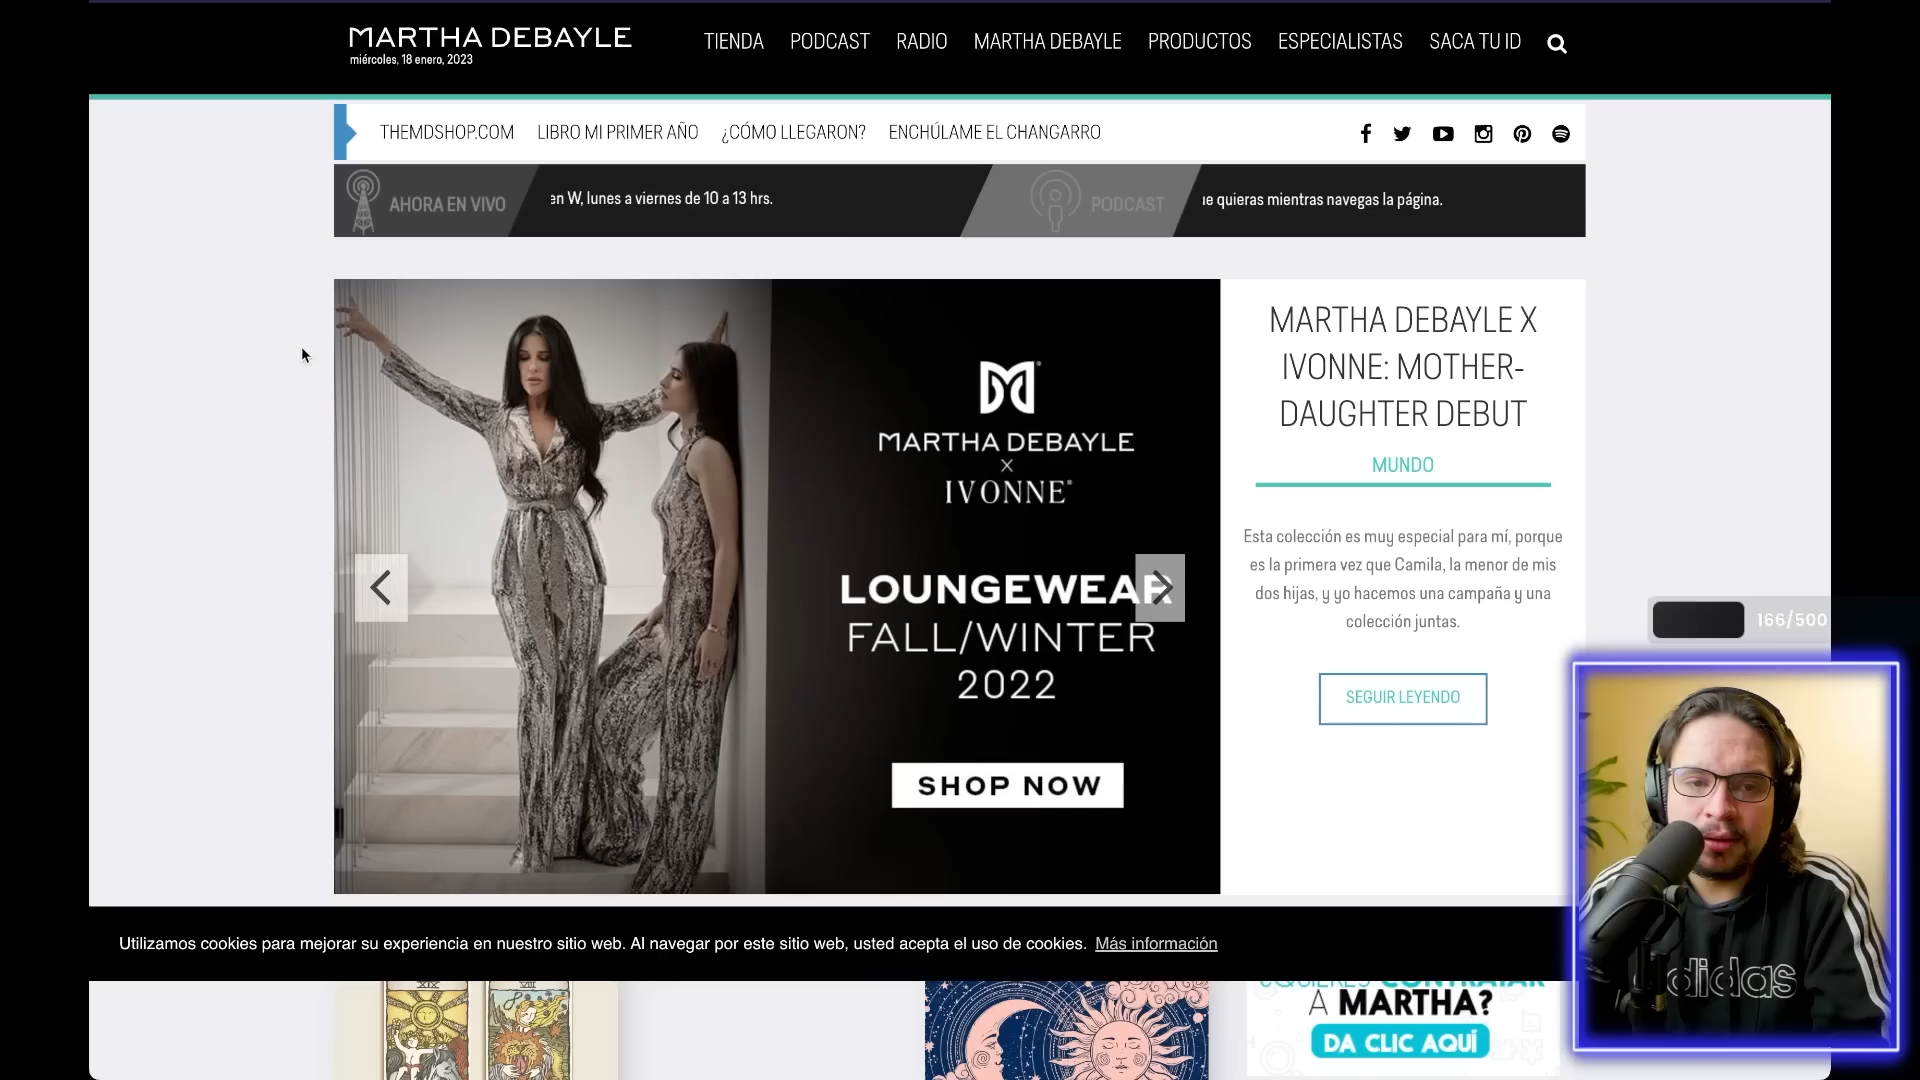 MARTHA DEBAYLE
miércoles, 18 enero, 2023
TIENDA PODCAST RADIO MARTHA DEBAYLE PRODUCTOS ESPECIALISTAS SACA TU ID
THEMDSHOP.COM LIBRO MI PRIMER AÑO ¿CÓMO LLEGARON? ENCHÚLAME EL CHANGARRO
AHORA EN VIVO
en W, lunes a viernes de 10 a 13 hrs.
PODCAST
ue quieras mientras navegas la página.
MARTHA DEBAYLE
X
IVONNE
LOUNGEWEAR
FALL/WINTER
2022
SHOP NOW
MARTHA DEBAYLE X
IVONNE: MOTHER-
DAUGHTER DEBUT
MUNDO
Esta colección es muy especial para mí, porque
es la primera vez que Camila, la menor de mis
dos hijas, y yo hacemos una campaña y una
colección juntas.
SEGUIR LEYENDO
166/500
Utilizamos cookies para mejorar su experiencia en nuestro sitio web. Al navegar por este sitio web, usted acepta el uso de cookies. Más información
XIX
VIII
¿QUIERES CONTRATAR
A MARTHA?
DA CLIC AQUÍ
adidas